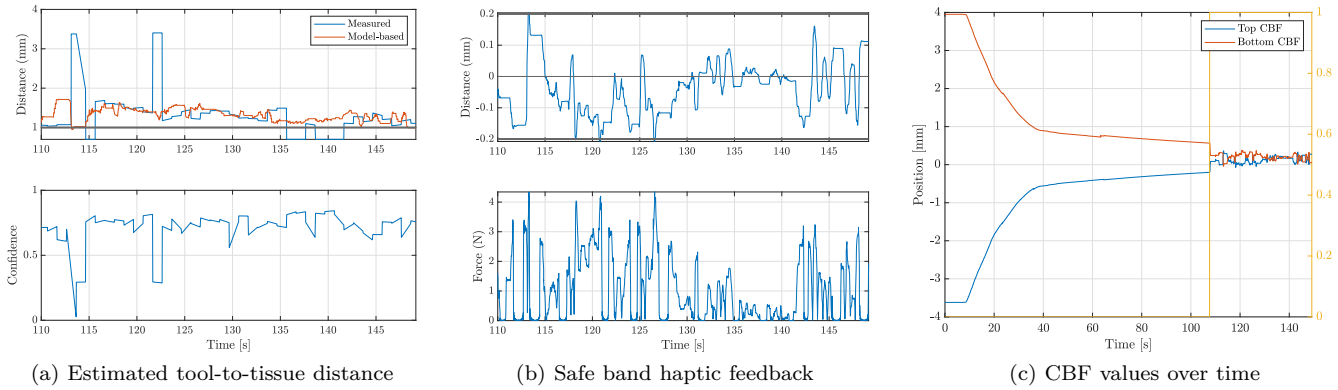 4
3
2
1
Distance (mm)
Measured
Model-based
110 115 120 125 130 135 140 145
1
0.5
0
Confidence
110 115 120 125 130 135 140 145
Time [s]
(a) Estimated tool-to-tissue distance
0.2
0.1
0
-0.1
-0.2
Distance (mm)
110 115 120 125 130 135 140 145
4
3
2
1
0
Force (N)
110 115 120 125 130 135 140 145
Time [s]
(b) Safe band haptic feedback
4
3
2
1
0
-1
-2
-3
-4
Position [mm]
Top CBF
Bottom CBF
1
0.8
0.6
0.4
0.2
0
0 20 40 60 80 100 120 140
Time [s]
(c) CBF values over time